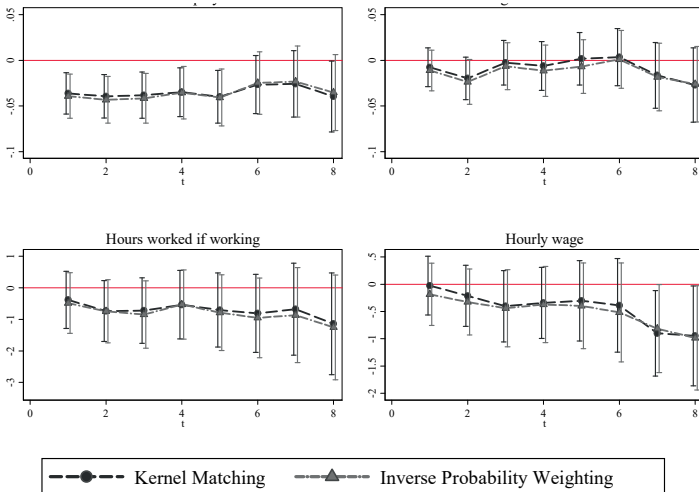 .05
0
-.05
-.1
0 2 4 6 8
t
.05
0
-.05
-.1
0 2 4 6 8
t
Hours worked if working
1
0
-1
-2
-3
0 2 4 6 8
t
Hourly wage
.5
0
-.5
-1
-1.5
-2
0 2 4 6 8
t
Kernel Matching
Inverse Probability Weighting